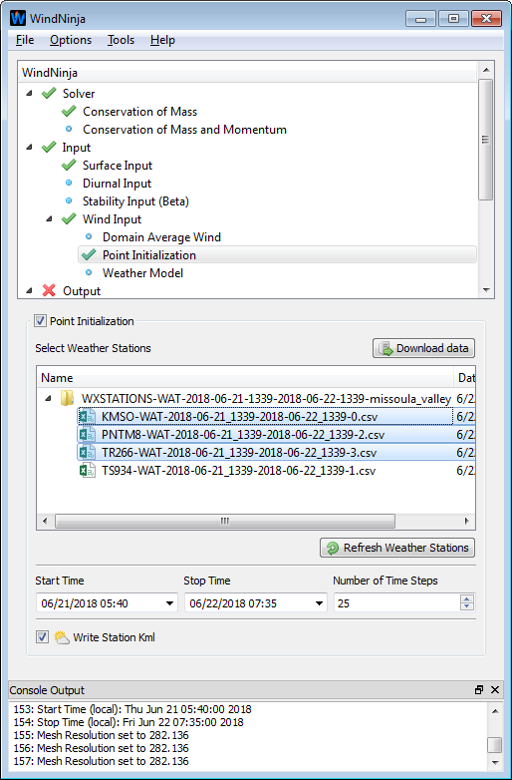 WindNinja
File Options Tools Help
WindNinja
Solver
Conservation of Mass
Conservation of Mass and Momentum
Input
Surface Input
Diurnal Input
Stability Input (Beta)
Wind Input
Domain Average Wind
Point Initialization
Weather Model
Output
Point Initialization
Select Weather Stations
Download data
Name Dat
WXSTATIONS-WAT-2018-06-21-1339-2018-06-22-1339-missoula_valley 6/2
KMSO-WAT-2018-06-21_1339-2018-06-22_1339-0.csv 6/2
PNTM8-WAT-2018-06-21_1339-2018-06-22_1339-2.csv 6/2
TR266-WAT-2018-06-21_1339-2018-06-22_1339-3.csv 6/2
TS934-WAT-2018-06-21_1339-2018-06-22_1339-1.csv 6/2
Refresh Weather Stations
Start Time Stop Time Number of Time Steps
06/21/2018 05:40 06/22/2018 07:35 25
Write Station Kml
Console Output
153: Start Time (local): Thu Jun 21 05:40:00 2018
154: Stop Time (local): Fri Jun 22 07:35:00 2018
155: Mesh Resolution set to 282.136
156: Mesh Resolution set to 282.136
157: Mesh Resolution set to 282.136